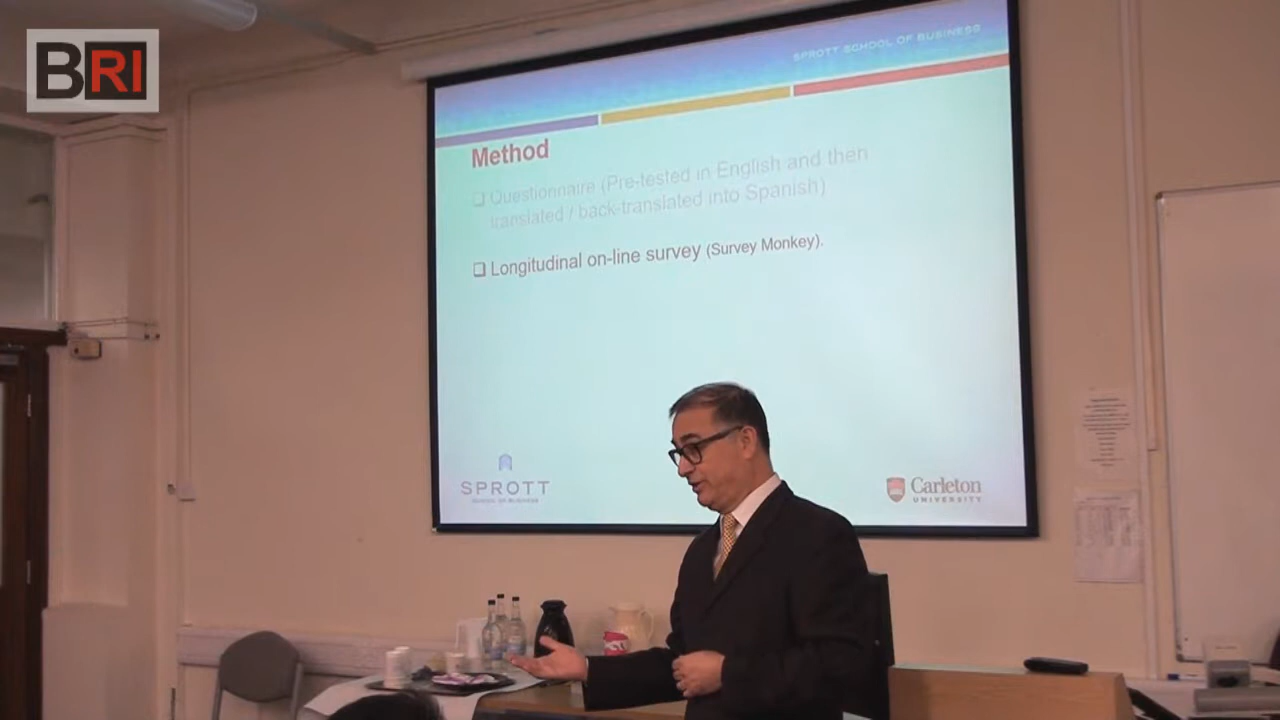 BRI
SPROTT SCHOOL OF BUSINESS
Method
❑ Questionnaire (Pre-tested in English and then
translated / back-translated into Spanish)
❑ Longitudinal on-line survey (Survey Monkey).
SPROTT
SCHOOL OF BUSINESS
Carleton
UNIVERSITY